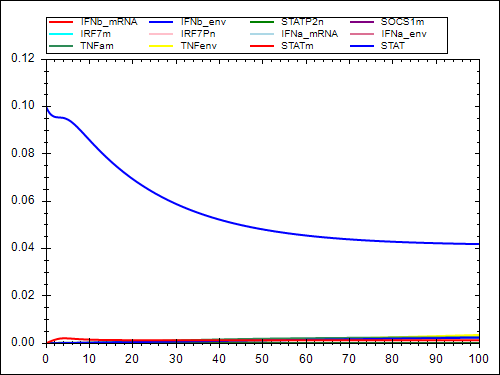 IFNb_mRNA IFNb_env STATP2n SOCS1m
IRF7m IRF7Pn IFNa_mRNA IFNa_env
TNFam TNFenv STATm STAT
0.12
0.10
0.08
0.06
0.04
0.02
0.00
0 10 20 30 40 50 60 70 80 90 100